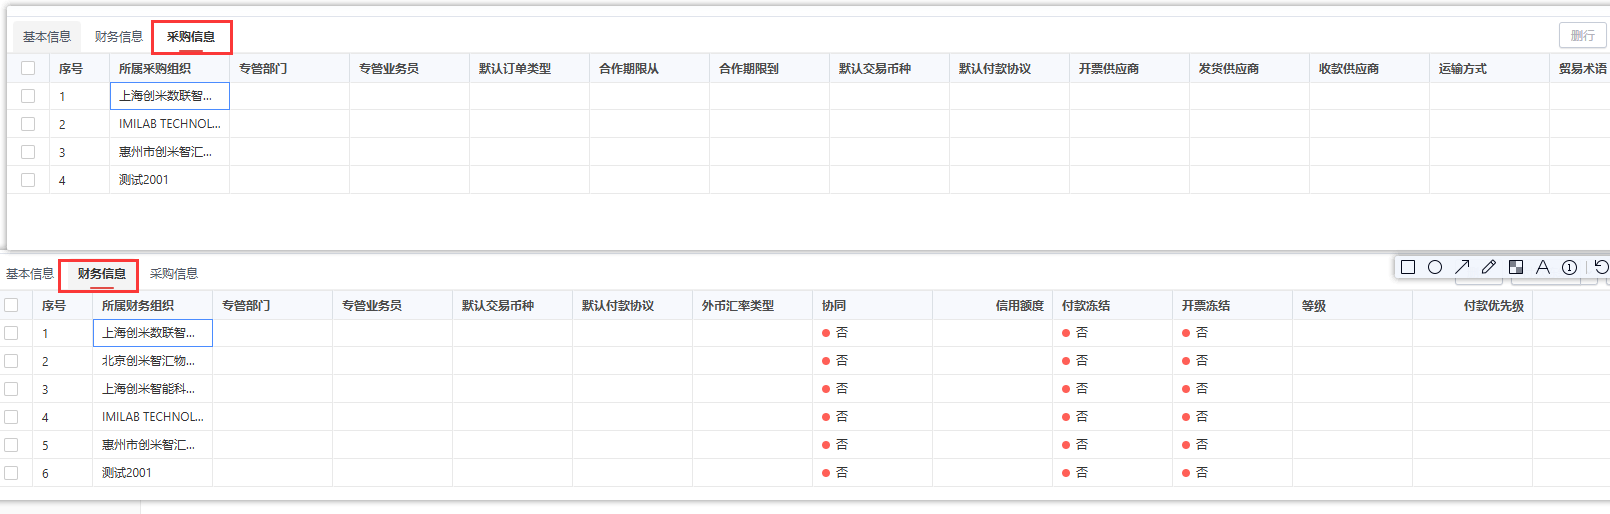 基本信息 财务信息 采购信息 删行
序号 所属采购组织 专管部门 专管业务员 默认订单类型 合作期限从 合作期限到 默认交易币种 默认付款协议 开票供应商 发货供应商 收款供应商 运输方式 贸易术语
1 上海创米数联智...
2 IMILAB TECHNOL...
3 惠州市创米智汇...
4 测试2001
基本信息 财务信息 采购信息
序号 所属财务组织 专管部门 专管业务员 默认交易币种 默认付款协议 外币汇率类型 协同 信用额度 付款冻结 开票冻结 等级 付款优先级
1 上海创米数联智... 否 否 否
2 北京创米智汇物... 否 否 否
3 上海创米智能科... 否 否 否
4 IMILAB TECHNOL... 否 否 否
5 惠州市创米智汇... 否 否 否
6 测试2001 否 否 否